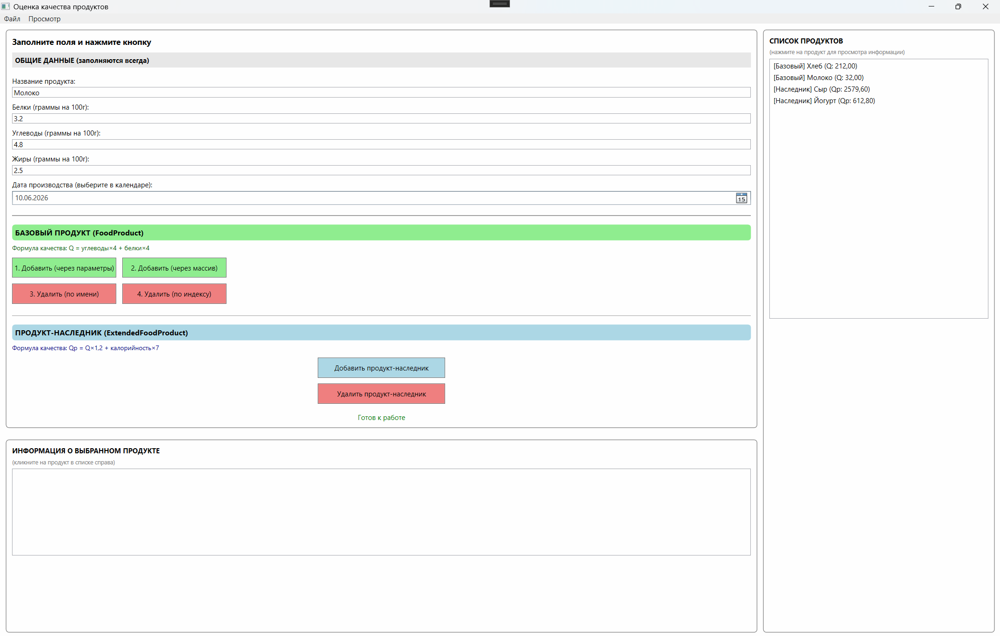 Оценка качества продуктов
Файл Просмотр
Заполните поля и нажмите кнопку
ОБЩИЕ ДАННЫЕ (заполняются всегда)
Название продукта:
Молоко
Белки (граммы на 100г):
3.2
Углеводы (граммы на 100г):
4.8
Жиры (граммы на 100г):
2.5
Дата производства (выберите в календаре):
10.06.2026
15
БАЗОВЫЙ ПРОДУКТ (FoodProduct)
Формула качества: Q = углеводы×4 + белки×4
1. Добавить (через параметры)
2. Добавить (через массив)
3. Удалить (по имени)
4. Удалить (по индексу)
ПРОДУКТ-НАСЛЕДНИК (ExtendedFoodProduct)
Формула качества: Qp = Q×1,2 + калорийность×7
Добавить продукт-наследник
Удалить продукт-наследник
Готов к работе
ИНФОРМАЦИЯ О ВЫБРАННОМ ПРОДУКТЕ
(кликните на продукт в списке справа)
СПИСОК ПРОДУКТОВ
(нажмите на продукт для просмотра информации)
[Базовый] Хлеб (Q: 212,00)
[Базовый] Молоко (Q: 32,00)
[Наследник] Сыр (Qp: 2579,60)
[Наследник] Йогурт (Qp: 612,80)